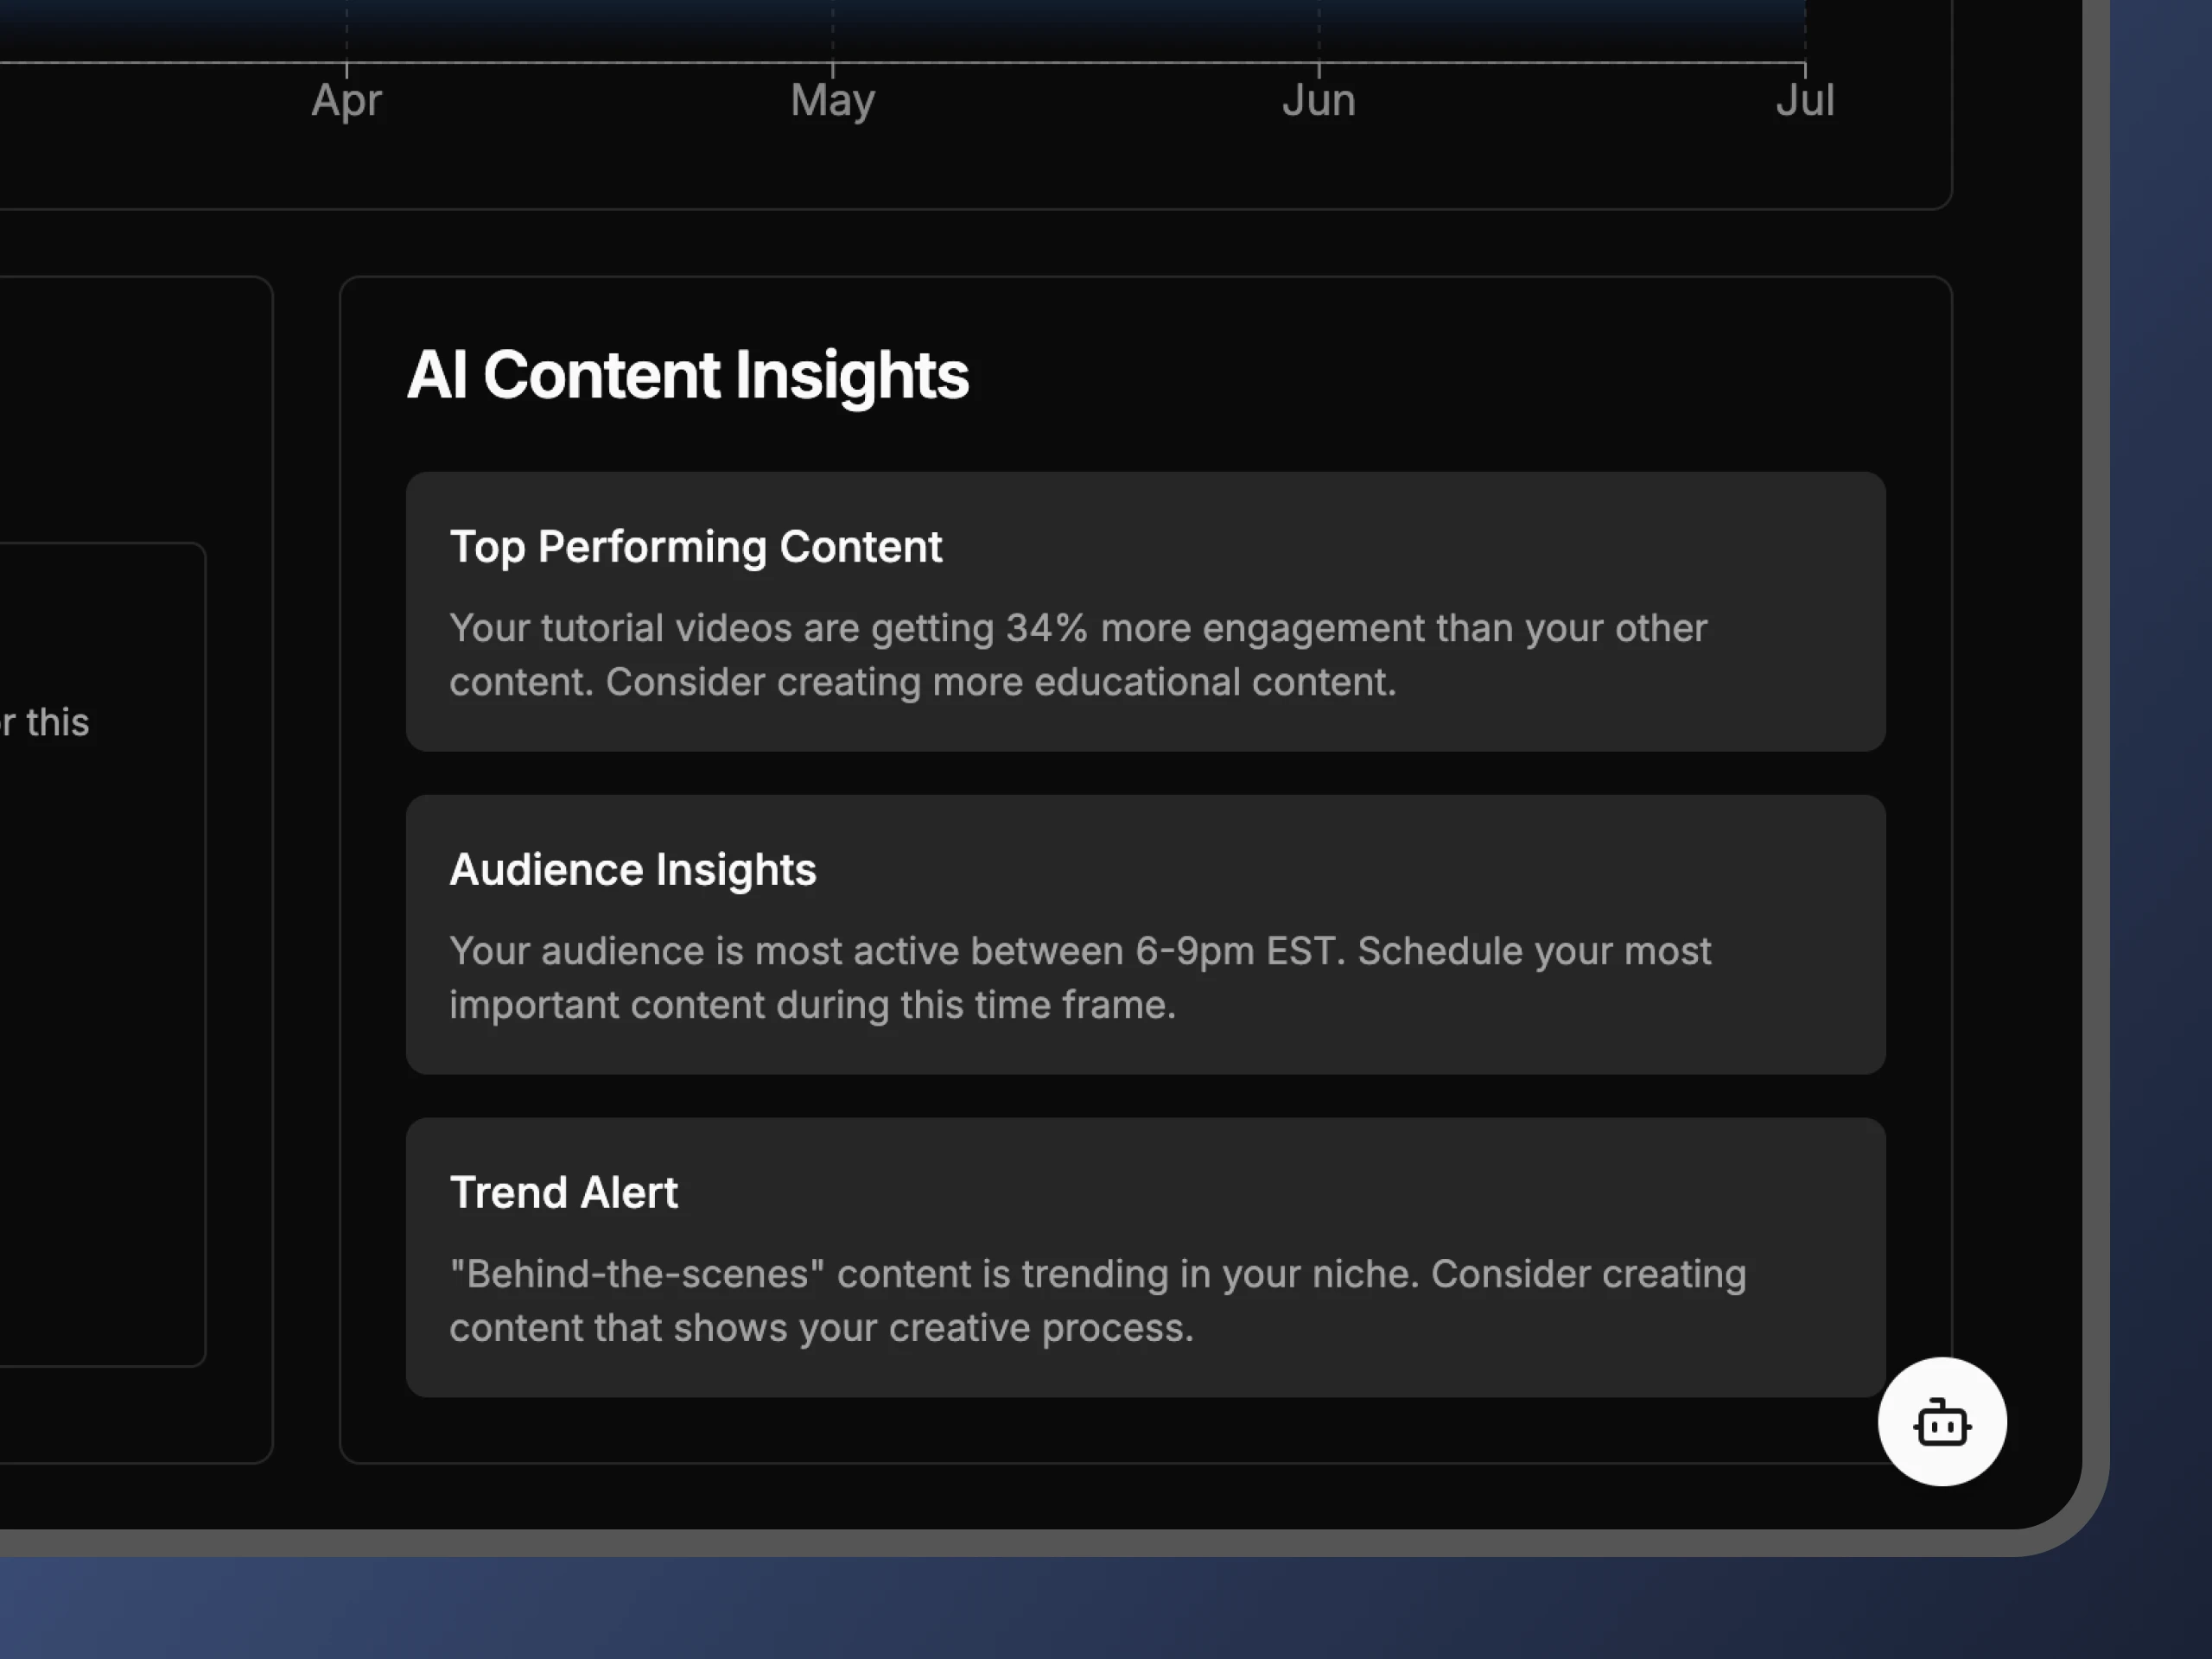 Apr May Jun Jul
r this
AI Content Insights
Top Performing Content
Your tutorial videos are getting 34% more engagement than your other
content. Consider creating more educational content.
Audience Insights
Your audience is most active between 6-9pm EST. Schedule your most
important content during this time frame.
Trend Alert
"Behind-the-scenes" content is trending in your niche. Consider creating
content that shows your creative process.